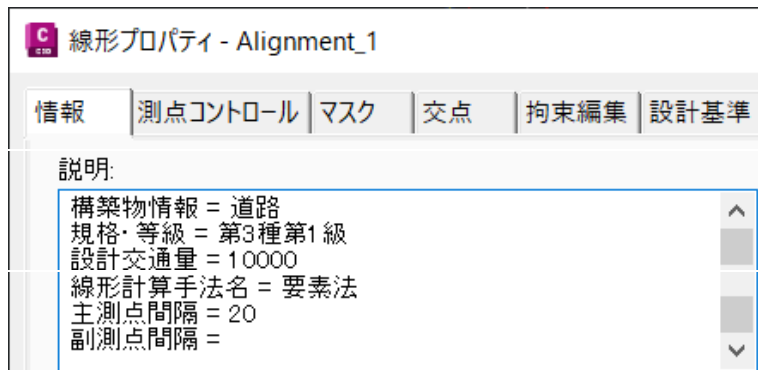 C
C3D
線形プロパティ - Alignment_1
情報 測点コントロール マスク 交点 拘束編集 設計基準
説明:
構築物情報 = 道路
規格・等級 = 第3種第1級
設計交通量 = 10000
線形計算手法名 = 要素法
主測点間隔 = 20
副測点間隔 =